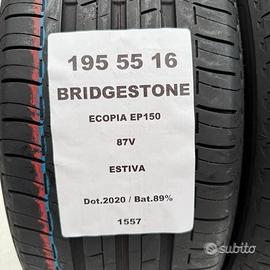 195 55 16
BRIDGESTONE
ECOPIA EP150
87V
ESTIVA
Dot.2020 / Bat.89%
1557
subito